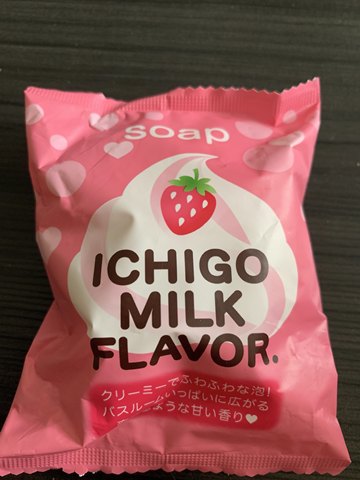 soap
ICHIGO
MILK
FLAVOR.
クリーミーでふわふわな泡!
いっぱいに広がる
ような甘い香り♥